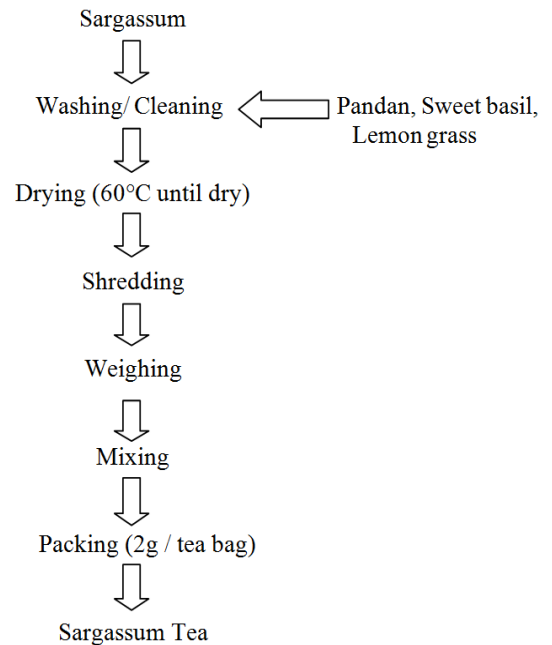 Sargassum
Washing/ Cleaning
Pandan, Sweet basil,
Lemon grass
Drying (60°C until dry)
Shredding
Weighing
Mixing
Packing (2g / tea bag)
Sargassum Tea